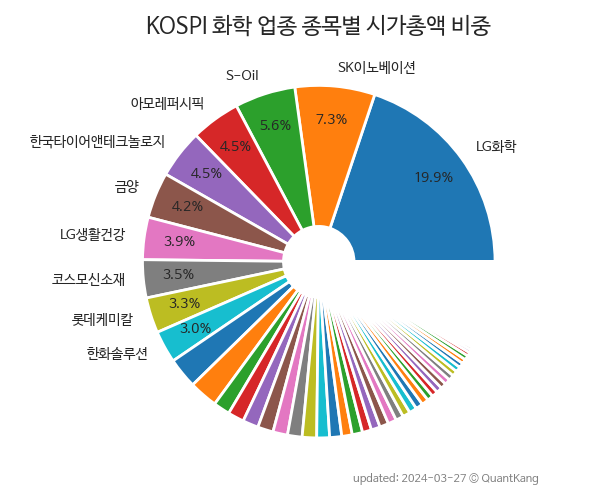 KOSPI 화학 업종 종목별 시가총액 비중
SK이노베이션
S-Oil
아모레퍼시픽
한국타이어앤테크놀로지
금양
LG생활건강
코스모신소재
롯데케미칼
한화솔루션
LG화학
19.9%
7.3%
5.6%
4.5%
4.5%
4.2%
3.9%
3.5%
3.3%
3.0%
updated: 2024-03-27 © QuantKang